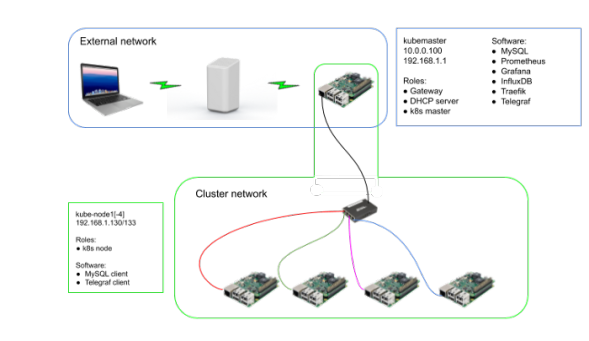 External network
kubemaster
10.0.0.100
192.168.1.1
Roles:
● Gateway
● DHCP server
● k8s master
Software:
● MySQL
● Prometheus
● Grafana
● InfluxDB
● Traefik
● Telegraf
Cluster network
kube-node1[-4]
192.168.1.130/133
Roles:
● k8s node
Software:
● MySQL client
● Telegraf client